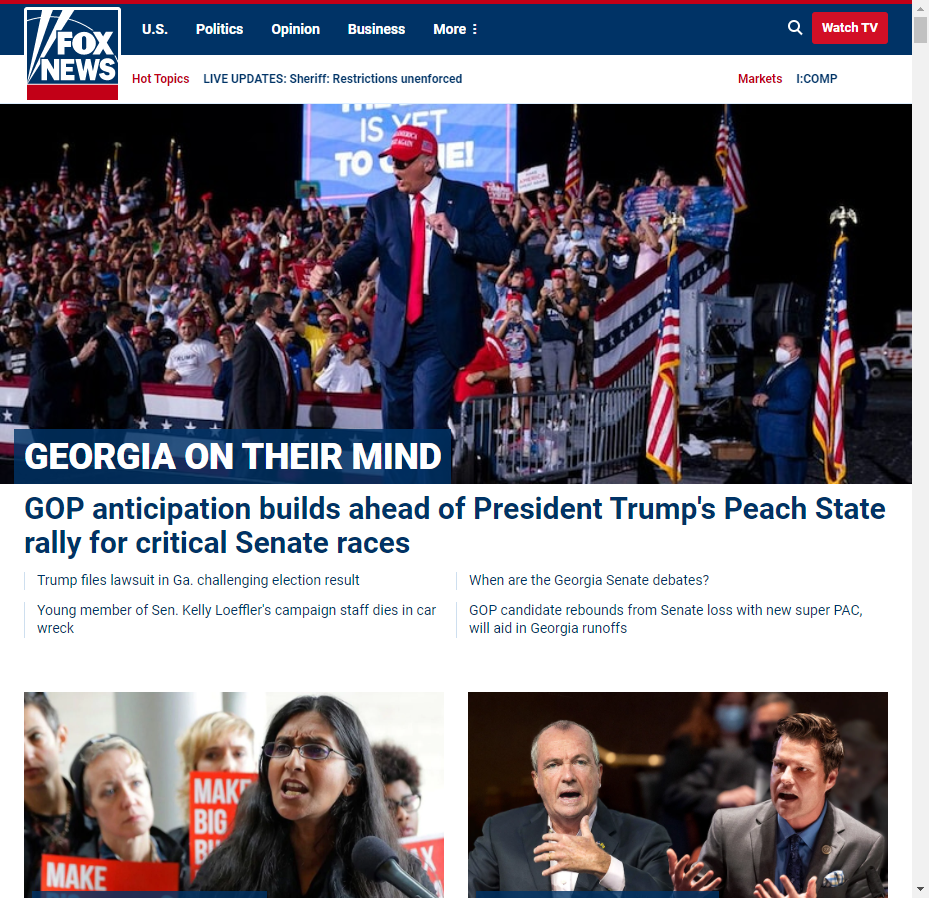 FOX
NEWS
U.S.
Politics
Opinion
Business
More
Watch TV
Hot Topics
LIVE UPDATES: Sheriff: Restrictions unenforced
Markets
I:COMP
IS YET
GEORGIA ON THEIR MIND
GOP anticipation builds ahead of President Trump's Peach State
rally for critical Senate races
Trump files lawsuit in Ga. challenging election result
When are the Georgia Senate debates?
Young member of Sen. Kelly Loeffler's campaign staff dies in car
wreck
GOP candidate rebounds from Senate loss with new super PAC,
will aid in Georgia runoffs
MAKE
BIG
MAKE